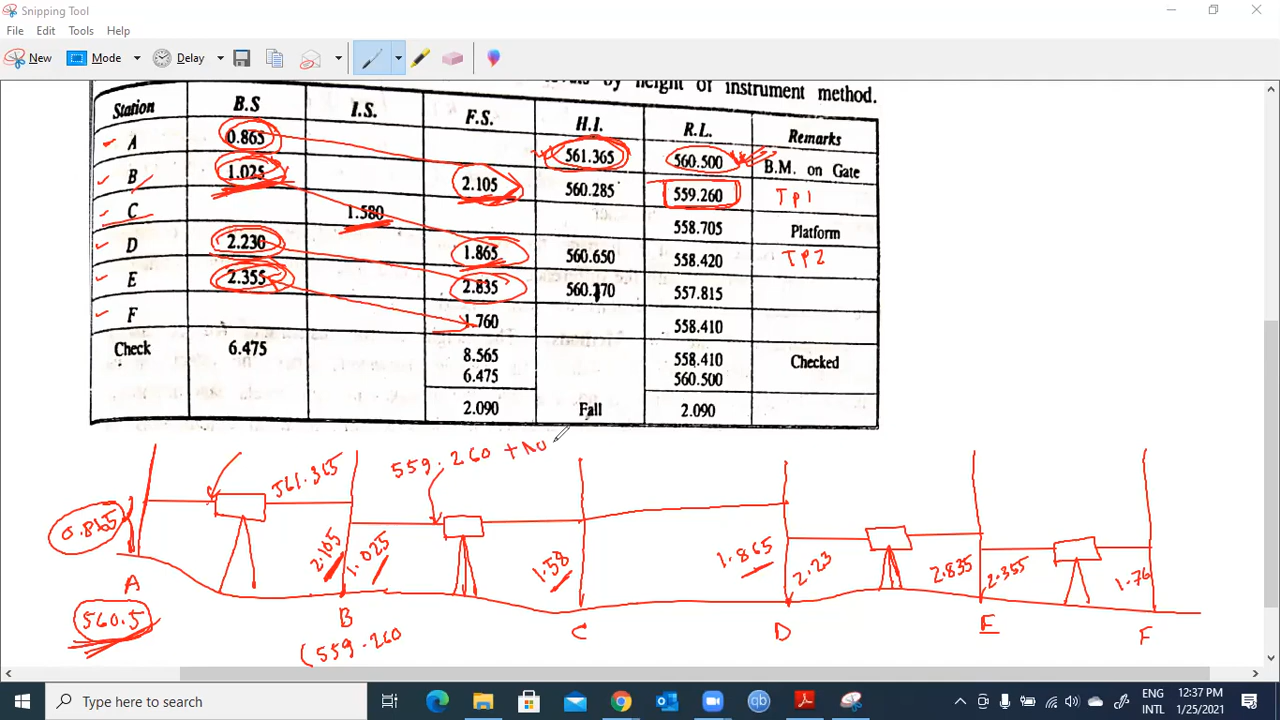 Snipping Tool
File Edit Tools Help
New Mode Delay
levels by height of instrument method.
Station B.S I.S. F.S. H.I. R.L. Remarks
A 0.865 561.365 560.500 B.M. on Gate
B 1.025 2.105 560.285 559.260 TP1
C 1.580 558.705 Platform
D 2.230 1.865 560.650 558.420 TP2
E 2.355 2.835 560.170 557.815
F 1.760 558.410
Check 6.475 8.565 558.410 Checked
6.475 560.500
2.090 Fall 2.090
559.260 + 1.0
561.365
0.865 2.105 1.025 1.58 1.865 2.23 2.835 2.355 1.76
A B C D E F
560.5 (559.260
Type here to search
ENG 12:37 PM
INTL 1/25/2021